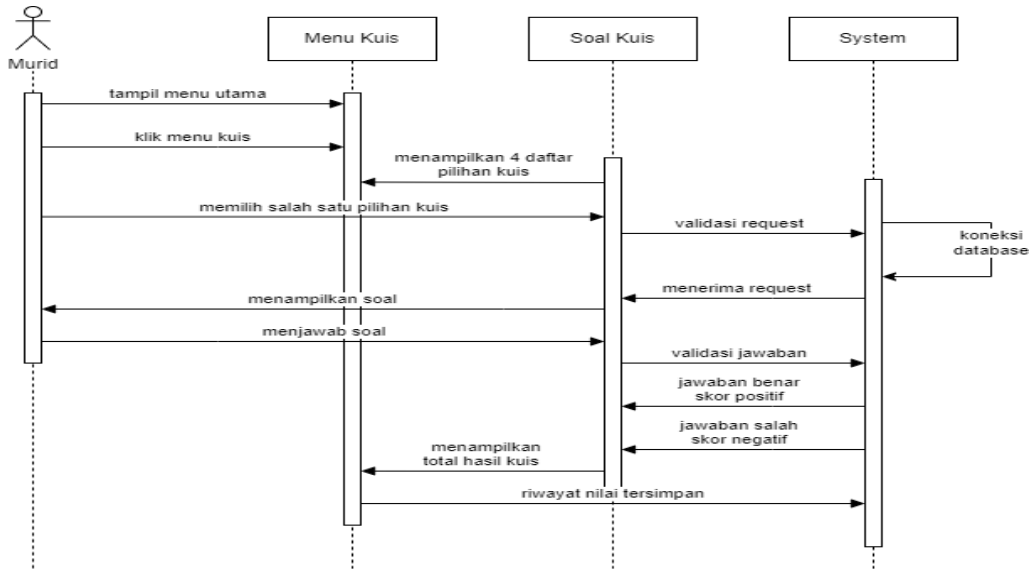 Murid
Menu Kuis
Soal Kuis
System
tampil menu utama
klik menu kuis
menampilkan 4 daftar
pilihan kuis
memilih salah satu pilihan kuis
validasi request
koneksi
database
menerima request
menampilkan soal
menjawab soal
validasi jawaban
jawaban benar
skor positif
jawaban salah
skor negatif
menampilkan
total hasil kuis
riwayat nilai tersimpan